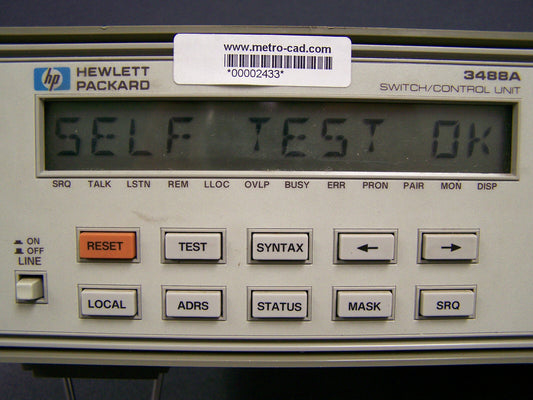 www.metro-cad.com
*00002433*
hp HEWLETT
PACKARD
3488A
SWITCH/CONTROL UNIT
SELF TEST OK
SRQ TALK LSTN REM LLOC OVLP BUSY ERR PRON PAIR MON DISP
ON
OFF
LINE
RESET TEST SYNTAX ← →
LOCAL ADRS STATUS MASK SRQ